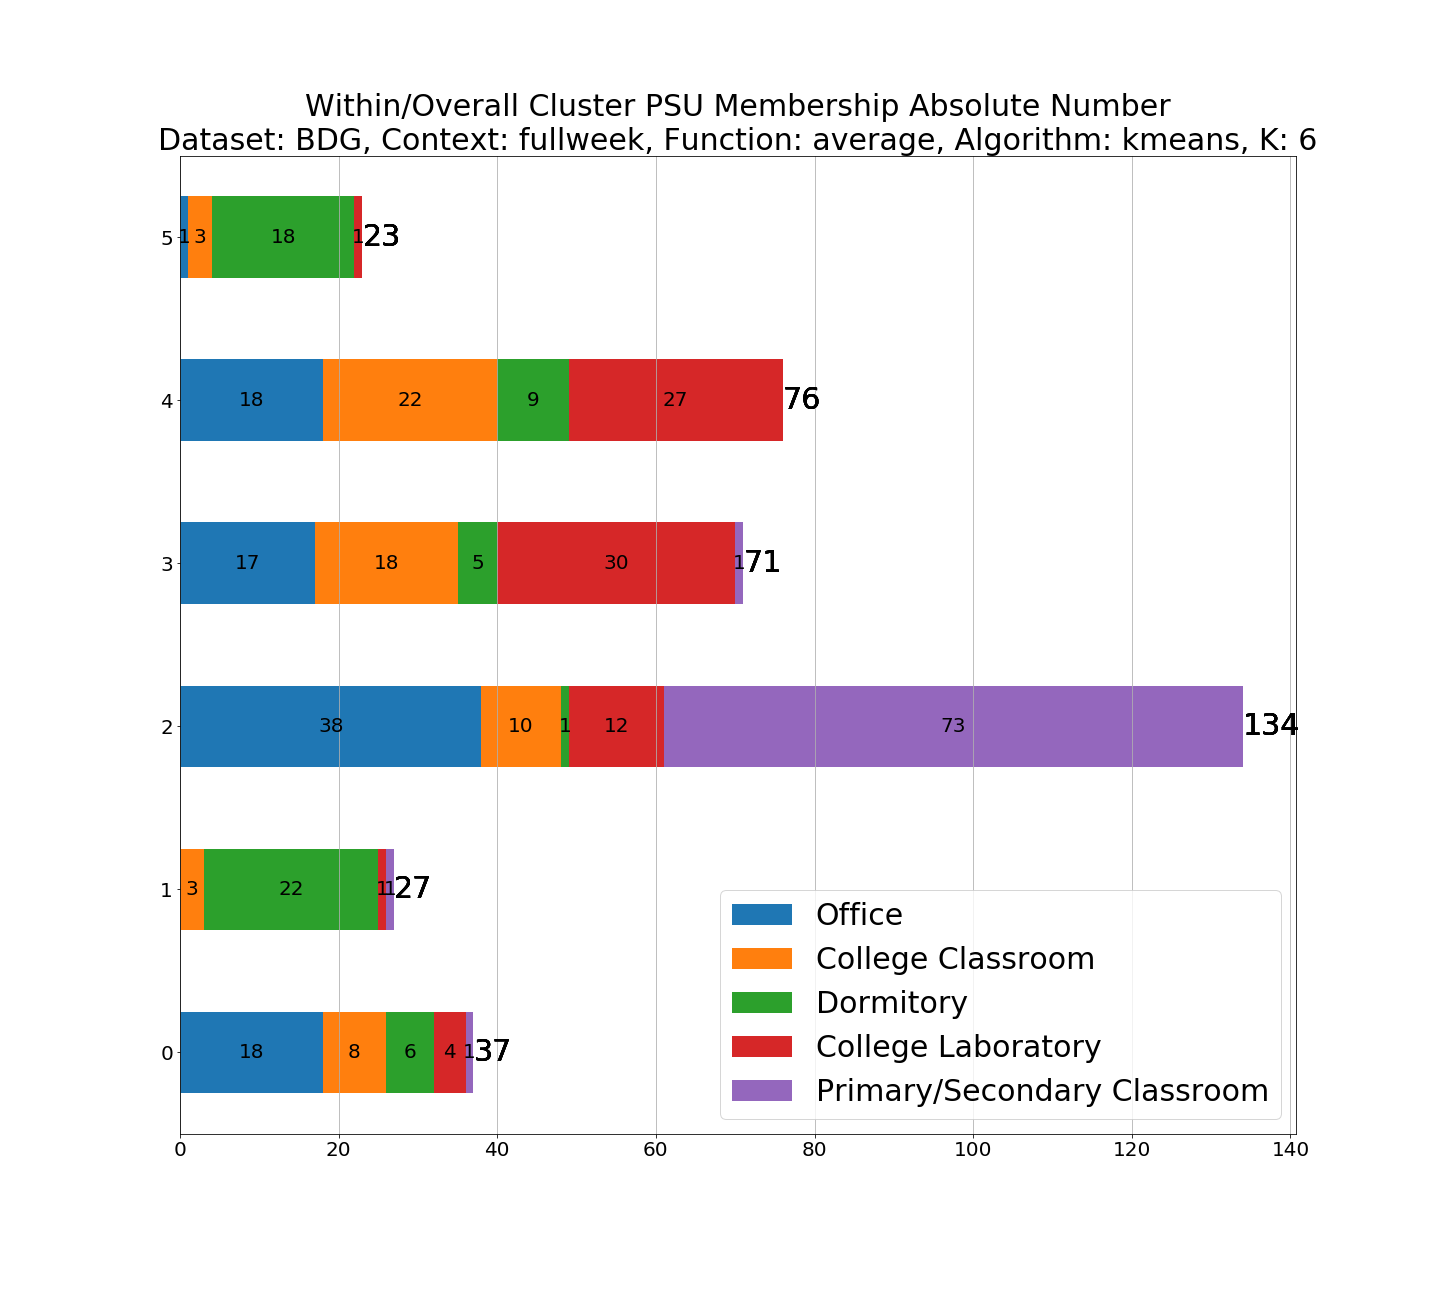 Within/Overall Cluster PSU Membership Absolute Number
Dataset: BDG, Context: fullweek, Function: average, Algorithm: kmeans, K: 6
5 1 3 18 1 23
4 18 22 9 27 76
3 17 18 5 30 1 71
2 38 10 1 12 73 134
1 3 22 1 1 27
0 18 8 6 4 1 37
Office
College Classroom
Dormitory
College Laboratory
Primary/Secondary Classroom
0 20 40 60 80 100 120 140